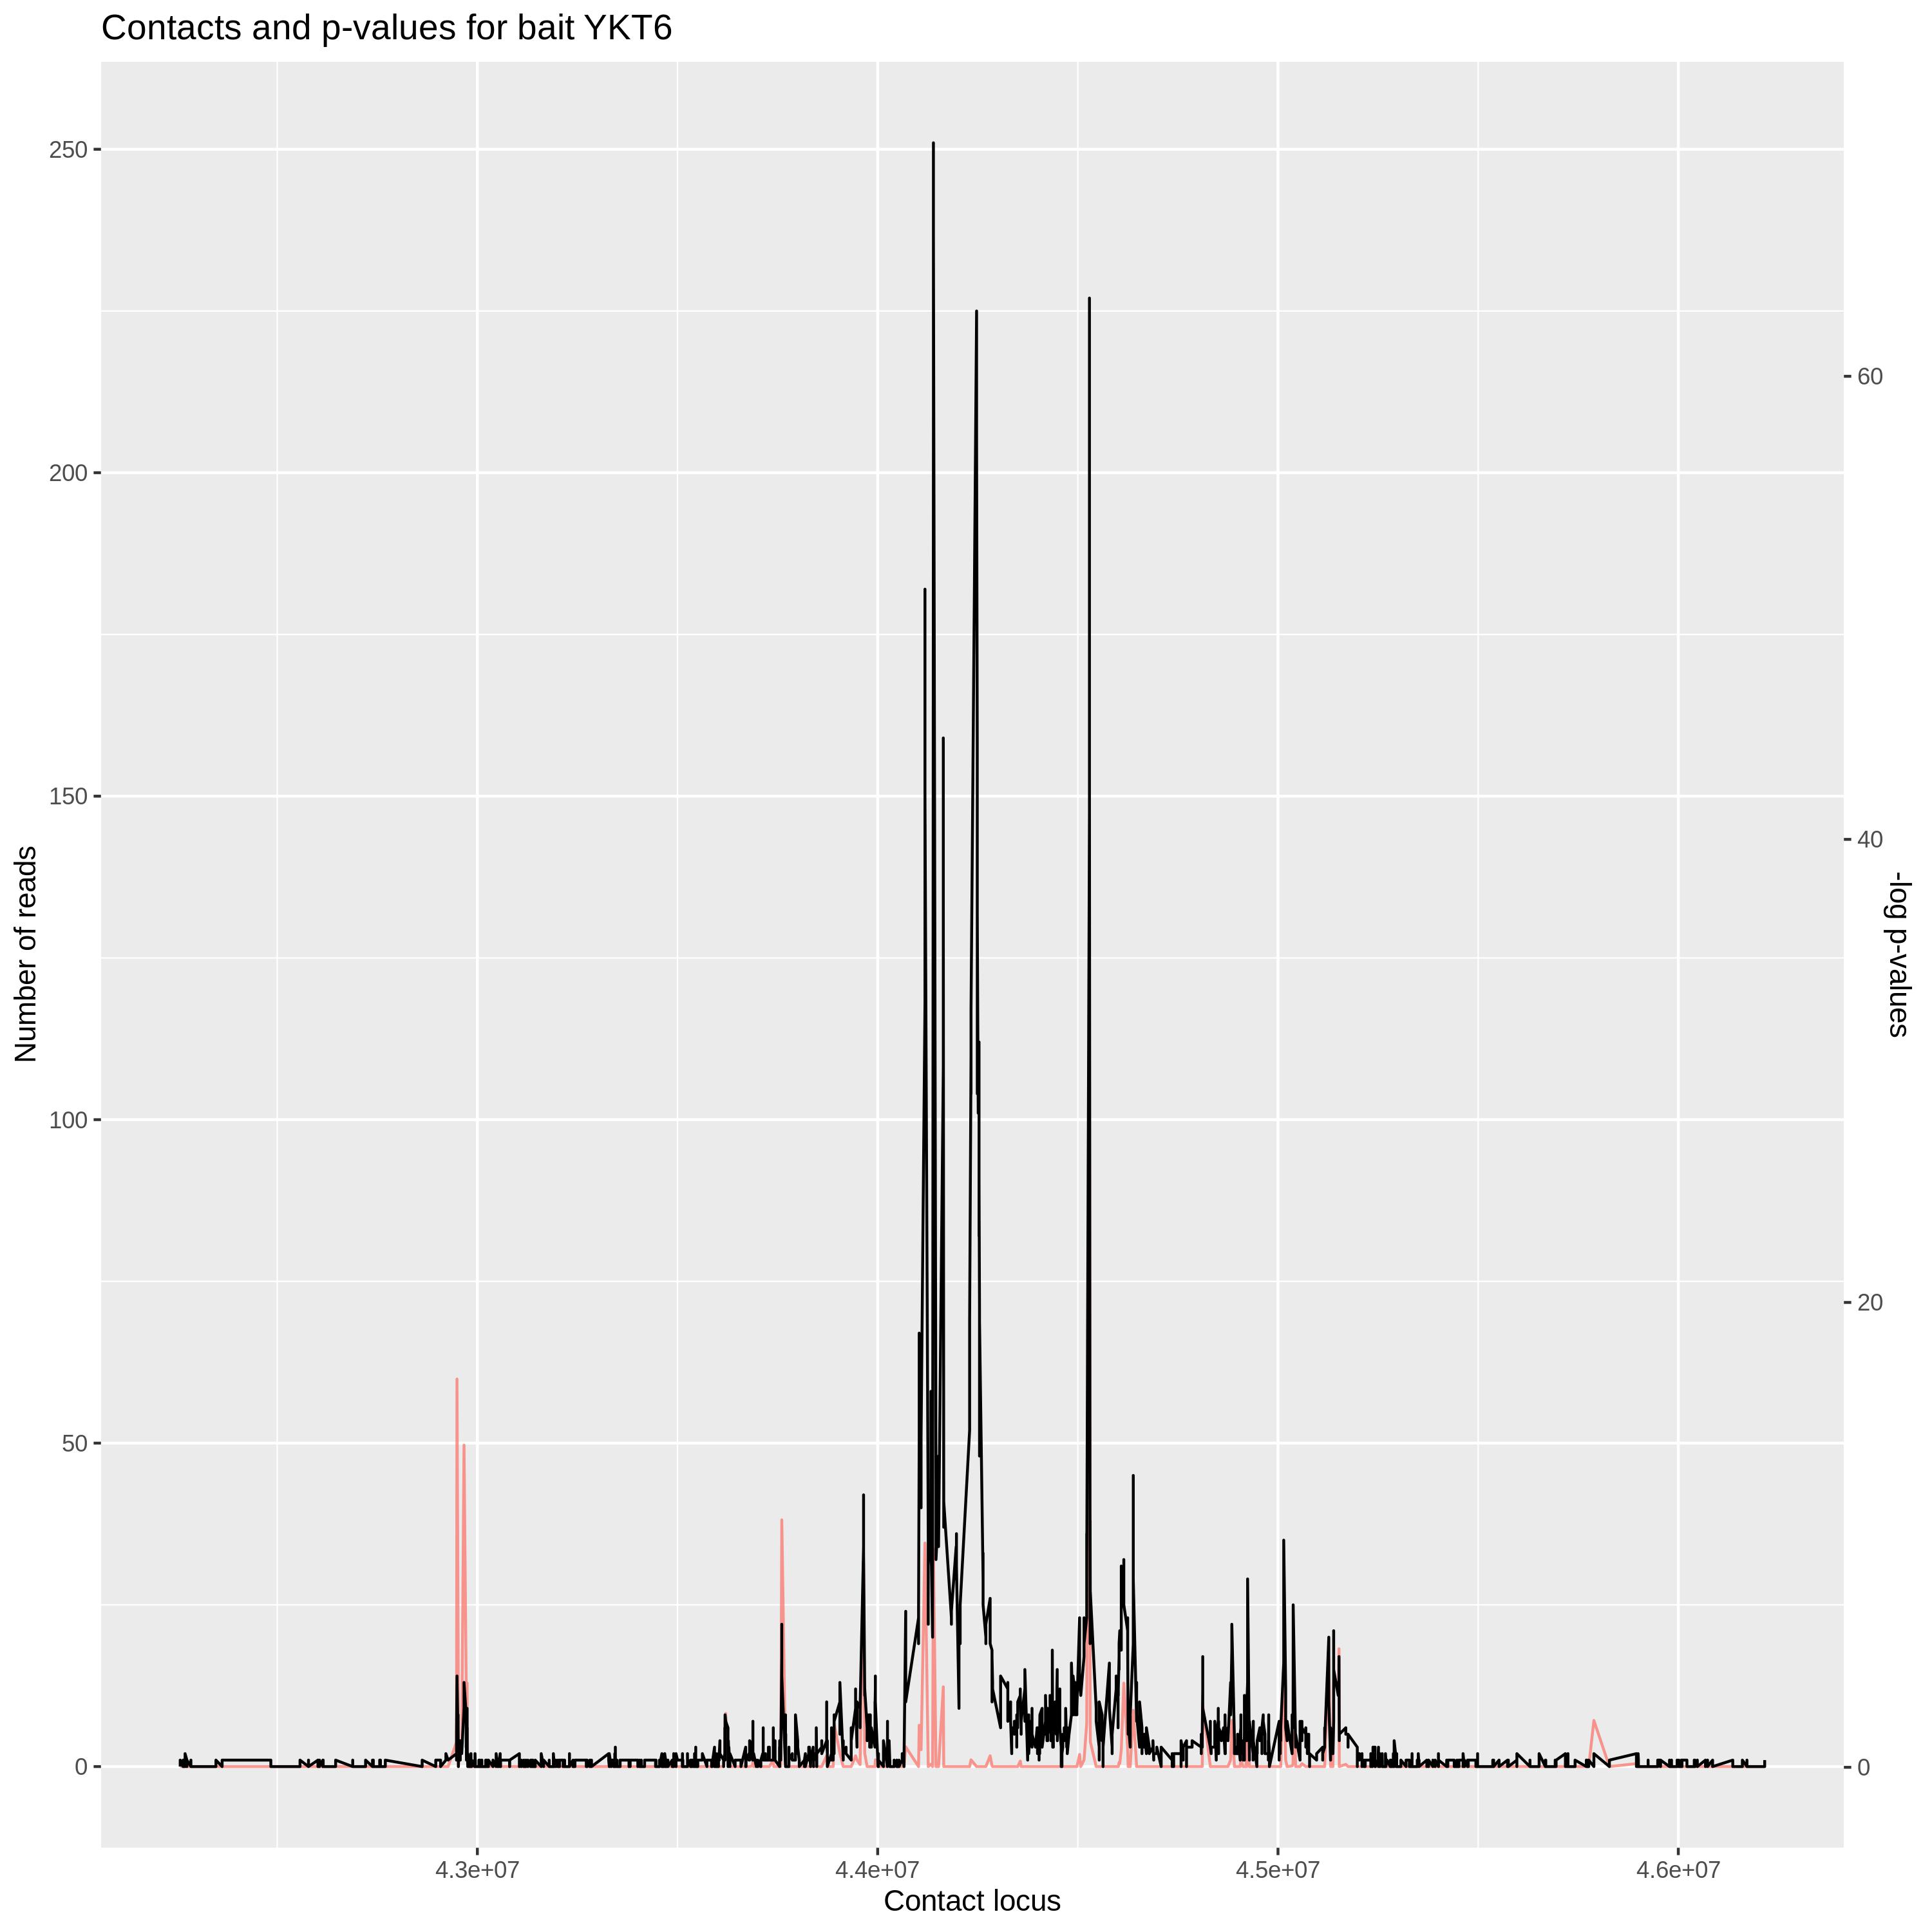 Contacts and p-values for bait YKT6
250
200
150
100
50
0
Number of reads
60
40
20
0
-log p-values
4.3e+07
4.4e+07
4.5e+07
4.6e+07
Contact locus